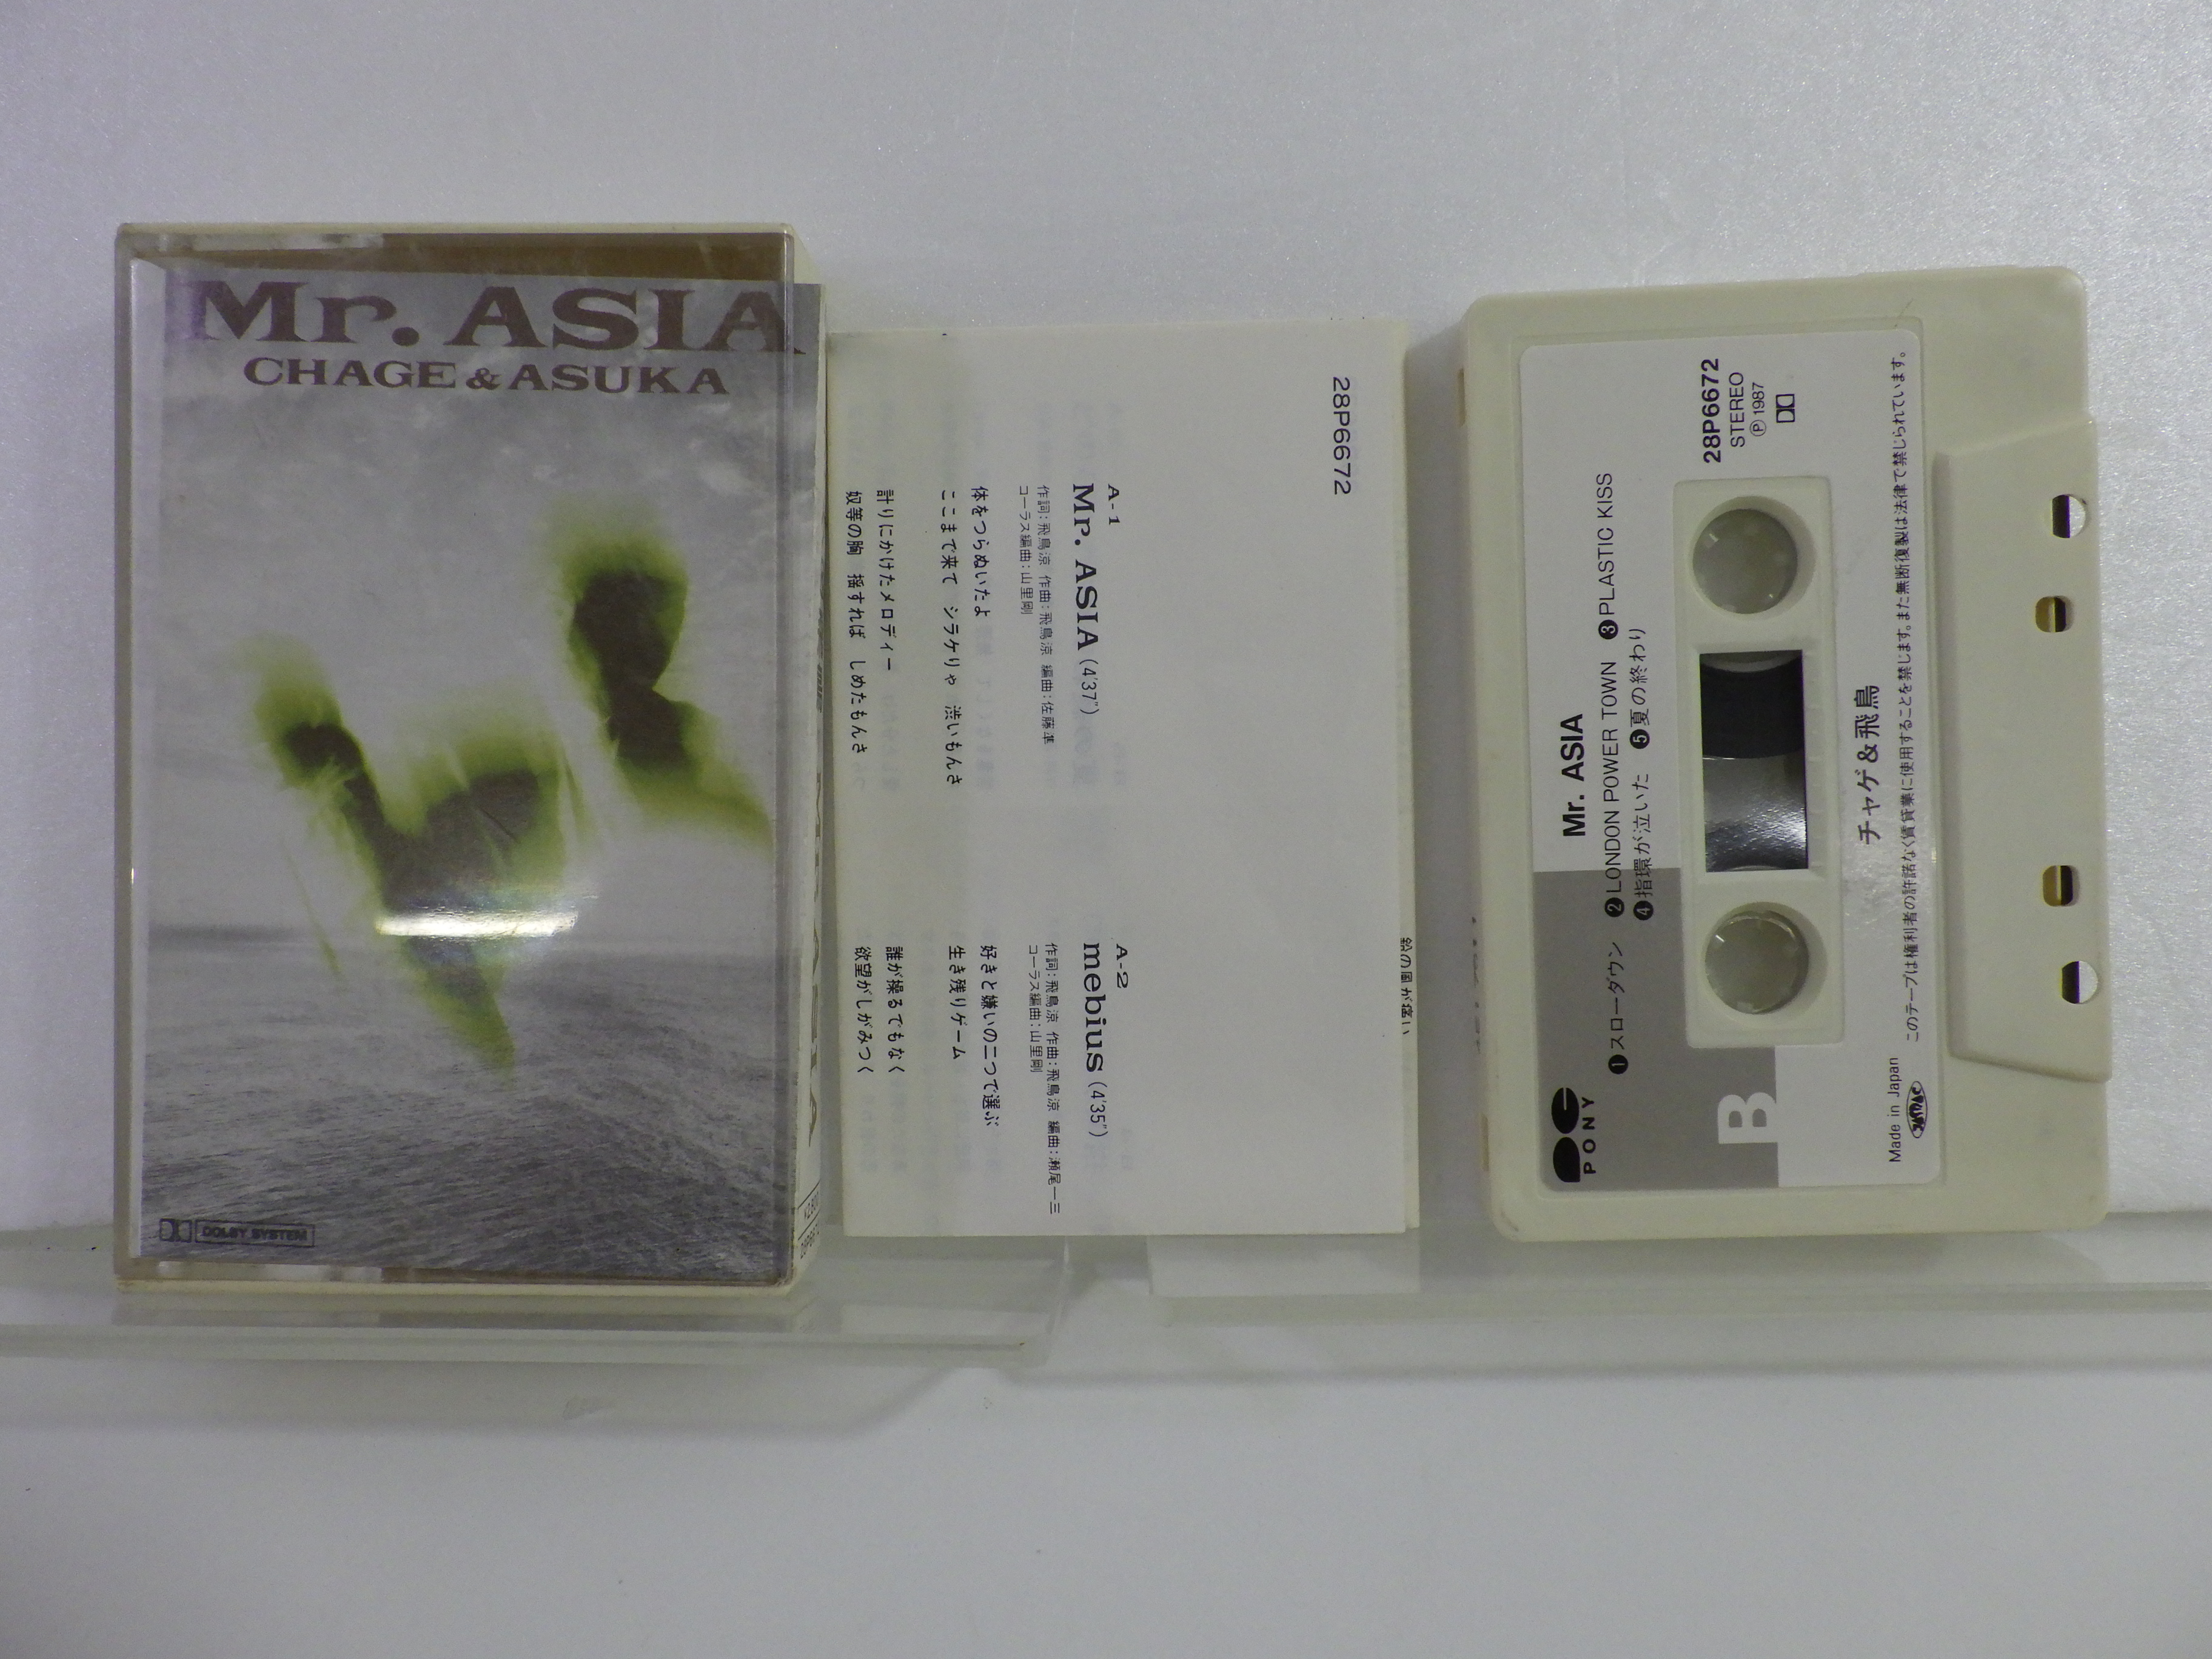 Mr. ASIA
CHAGE & ASUKA
DOLBY SYSTEM
28P6672
A-1
Mr. ASIA (4'37")
作詞:飛鳥涼 作曲:飛鳥涼 編曲:佐藤準
コーラス編曲:山里剛
体をつらぬいたよ
ここまで来て シラケりゃ 渋いもんさ
計りにかけたメロディー
奴等の胸 揺すれば しめたもんさ
A-2
mebius (4'35")
作詞:飛鳥涼 作曲:飛鳥涼 編曲:瀬尾一三
コーラス編曲:山里剛
好きと嫌いの二つで選ぶ
生き残りゲーム
誰が操るでもなく
欲望がしがみつく
PONY
Mr. ASIA
❶スローダウン ❷LONDON POWER TOWN ❸PLASTIC KISS
❹指環が泣いた ❺夏の終わり
28P6672
STEREO
Ⓟ1987
B
チャゲ&飛鳥
Made in Japan
JASRAC
このテープは権利者の許諾なく賃貸業に使用することを禁じます。また無断複製は法律で禁じられています。